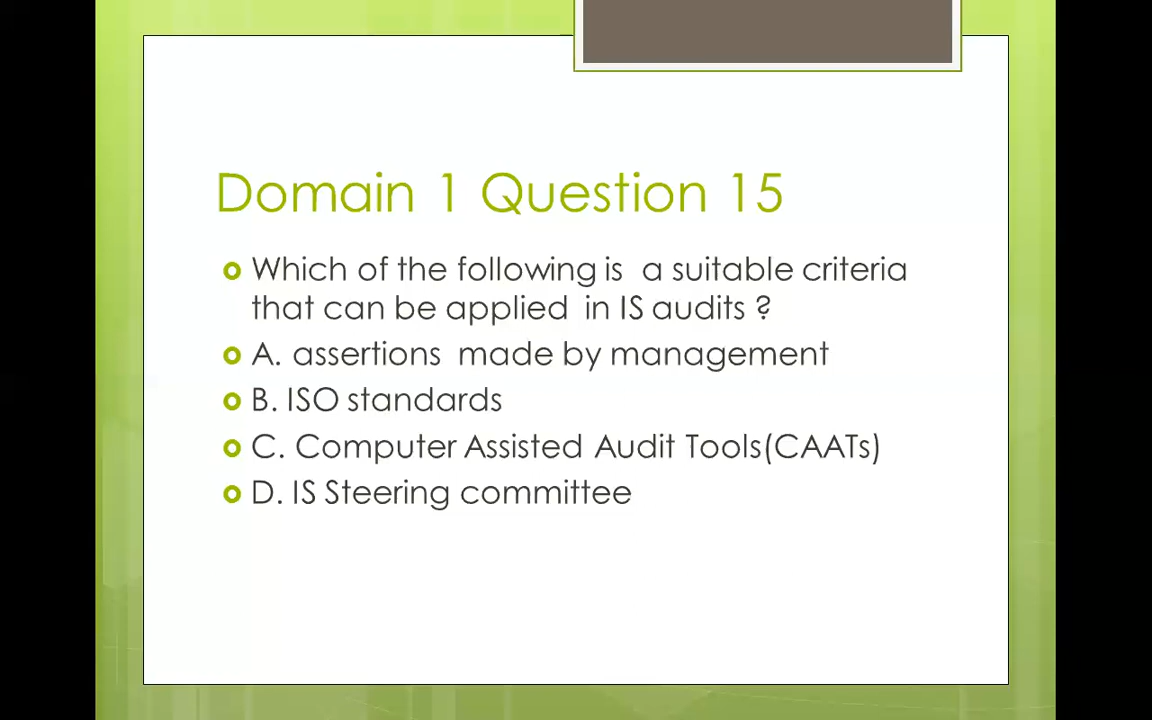 Domain 1 Question 15
Which of the following is a suitable criteria
that can be applied in IS audits ?
A. assertions made by management
B. ISO standards
C. Computer Assisted Audit Tools(CAATs)
D. IS Steering committee